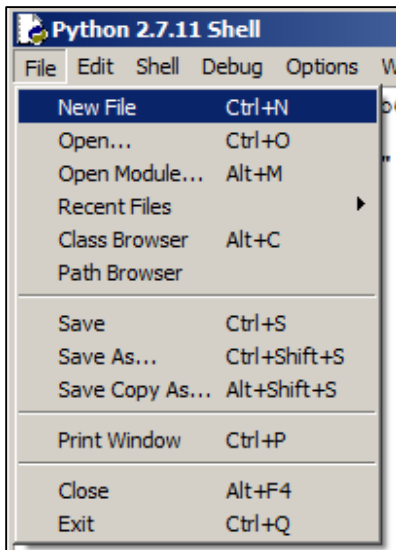 Python 2.7.11 Shell
File Edit Shell Debug Options
New File Ctrl+N
Open... Ctrl+O
Open Module... Alt+M
Recent Files
Class Browser Alt+C
Path Browser
Save Ctrl+S
Save As... Ctrl+Shift+S
Save Copy As... Alt+Shift+S
Print Window Ctrl+P
Close Alt+F4
Exit Ctrl+Q